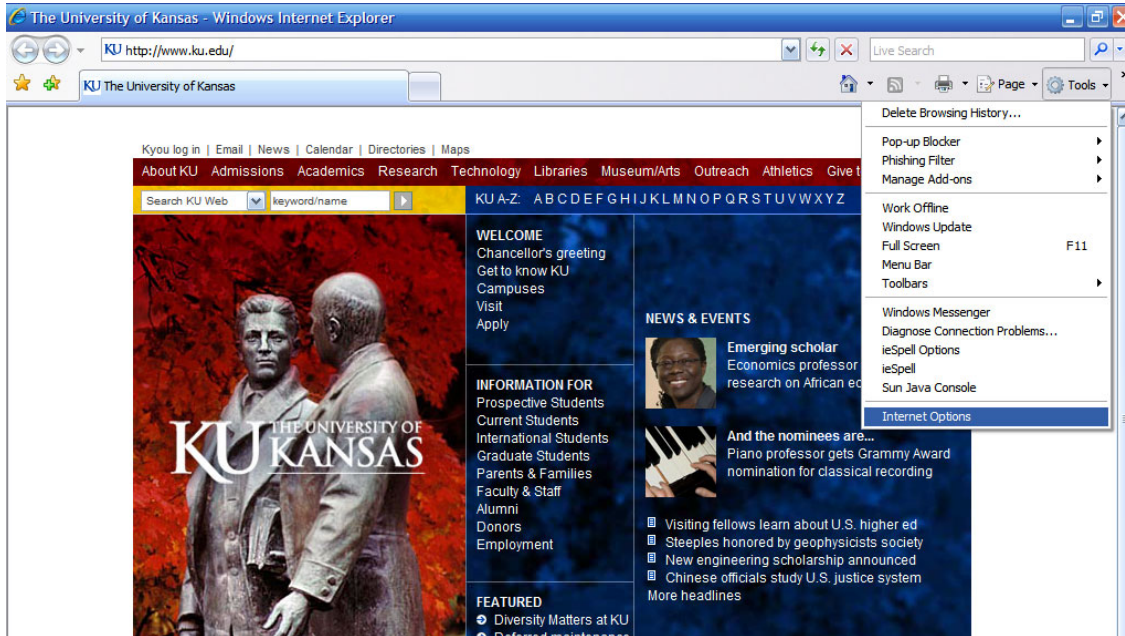 The University of Kansas - Windows Internet Explorer
KU http://www.ku.edu/
Live Search
KU The University of Kansas
Page
Tools
Delete Browsing History...
Pop-up Blocker
Phishing Filter
Manage Add-ons
Work Offline
Windows Update
Full Screen F11
Menu Bar
Toolbars
Windows Messenger
Diagnose Connection Problems...
ieSpell Options
ieSpell
Sun Java Console
Internet Options
Kyou log in | Email | News | Calendar | Directories | Maps
About KU Admissions Academics Research Technology Libraries Museum/Arts Outreach Athletics Give t
Search KU Web keyword/name
KU A-Z: A B C D E F G H I J K L M N O P Q R S T U V W X Y Z
KU THE UNIVERSITY OF
KANSAS
WELCOME
Chancellor's greeting
Get to know KU
Campuses
Visit
Apply
INFORMATION FOR
Prospective Students
Current Students
International Students
Graduate Students
Parents & Families
Faculty & Staff
Alumni
Donors
Employment
FEATURED
Diversity Matters at KU
Deferred maintenance
NEWS & EVENTS
Emerging scholar
Economics professor
research on African ec
And the nominees are...
Piano professor gets Grammy Award
nomination for classical recording
Visiting fellows learn about U.S. higher ed
Steeples honored by geophysicists society
New engineering scholarship announced
Chinese officials study U.S. justice system
More headlines